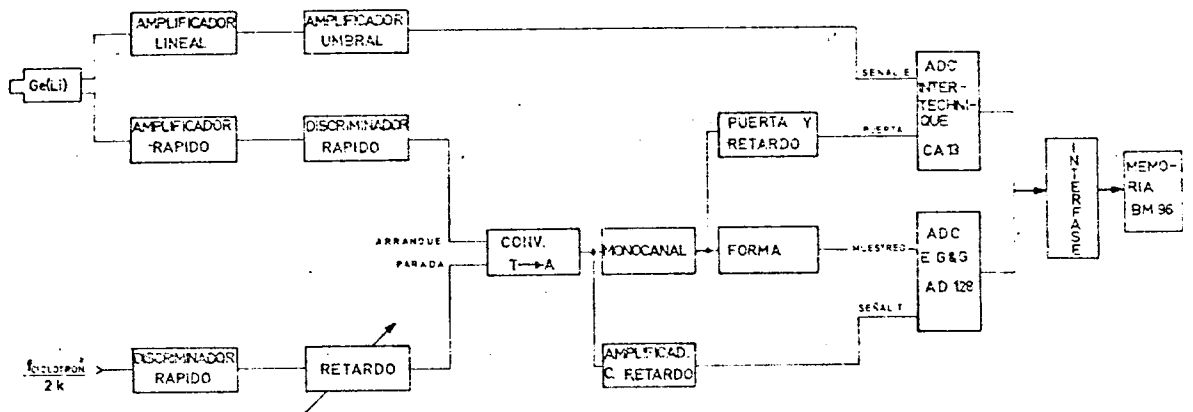 AMPLIFICADOR
LINEAL
AMPLIFICADOR
UMBRAL
Ge(Li)
AMPLIFICADOR
RAPIDO
DISCRIMINADOR
RAPIDO
SEÑAL E
PUERTA Y
RETARDO
PUERTA
ADC
INTER-
TECHNI-
QUE
CA 13
ARRANQUE
PARADA
CONV.
T→A
MONOCANAL
FORMA
MUESTREO
ADC
E G&G
AD 128
SEÑAL T
INTERFASE
MEMO-
RIA
BM 96
fCICLOTRON
2 k
DISCRIMINADOR
RAPIDO
RETARDO
AMPLIFICAD.
C. RETARDO